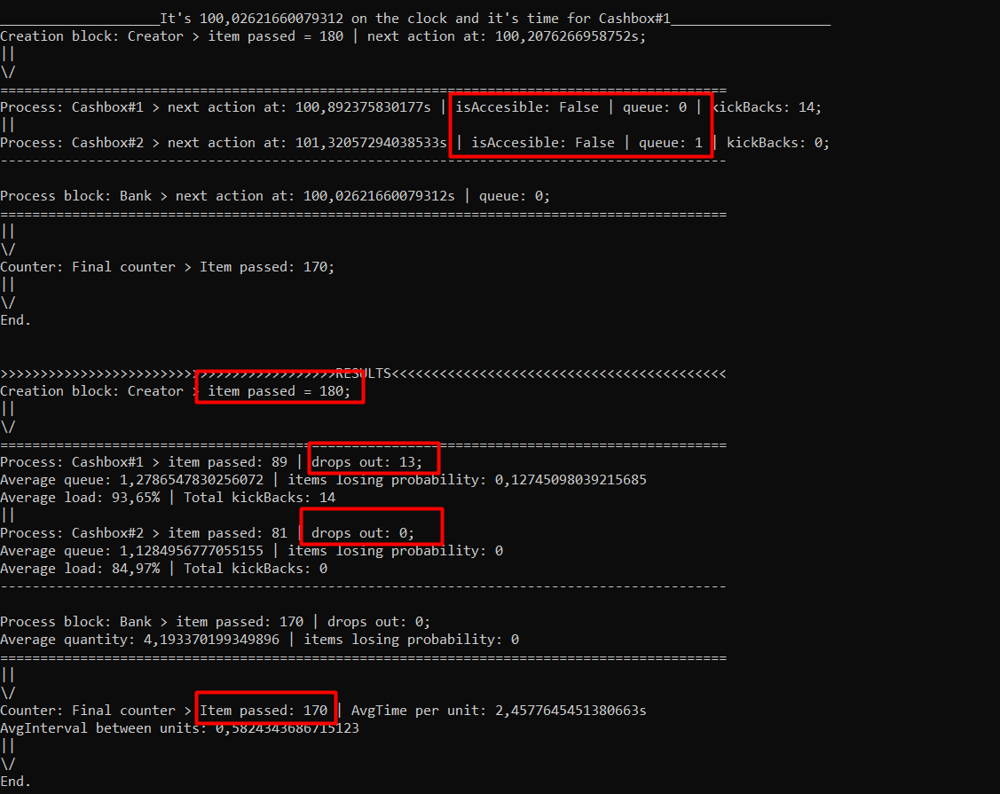 ____________________It's 100,02621660079312 on the clock and it's time for Cashbox#1____________________
Creation block: Creator > item passed = 180 | next action at: 100,2076266958752s;
||
\/
===========================================================================================
Process: Cashbox#1 > next action at: 100,892375830177s | isAccesible: False | queue: 0 | kickBacks: 14;
||
Process: Cashbox#2 > next action at: 101,32057294038533s | isAccesible: False | queue: 1 | kickBacks: 0;
-------------------------------------------------------------------------------------------
Process block: Bank > next action at: 100,02621660079312s | queue: 0;
===========================================================================================
||
\/
Counter: Final counter > Item passed: 170;
||
\/
End.
>>>>>>>>>>>>>>>>>>>>>>>>>>>>>>>>>>>>>>>>>>RESULTS<<<<<<<<<<<<<<<<<<<<<<<<<<<<<<<<<<<<<<<<<<
Creation block: Creator > item passed = 180;
||
\/
===========================================================================================
Process: Cashbox#1 > item passed: 89 | drops out: 13;
Average queue: 1,2786547830256072 | items losing probability: 0,12745098039215685
Average load: 93,65% | Total kickBacks: 14
||
Process: Cashbox#2 > item passed: 81 | drops out: 0;
Average queue: 1,1284956777055155 | items losing probability: 0
Average load: 84,97% | Total kickBacks: 0
-------------------------------------------------------------------------------------------
Process block: Bank > item passed: 170 | drops out: 0;
Average quantity: 4,193370199349896 | items losing probability: 0
===========================================================================================
||
\/
Counter: Final counter > Item passed: 170 | AvgTime per unit: 2,4577645451380663s
AvgInterval between units: 0,5824343686715123
||
\/
End.